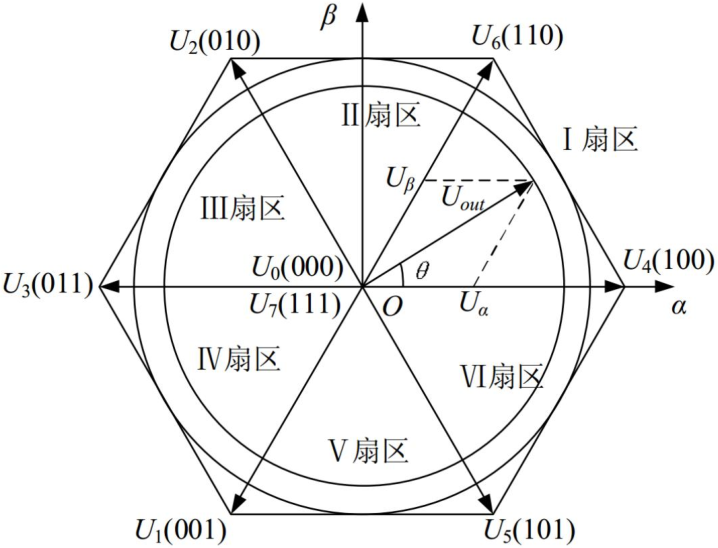 β
U2(010)
U6(110)
Ⅱ扇区
Ⅰ扇区
Uβ
Uout
Ⅲ扇区
U0(000)
θ
U4(100)
U3(011)
U7(111)
O
Uα
α
Ⅳ扇区
Ⅵ扇区
Ⅴ扇区
U1(001)
U5(101)